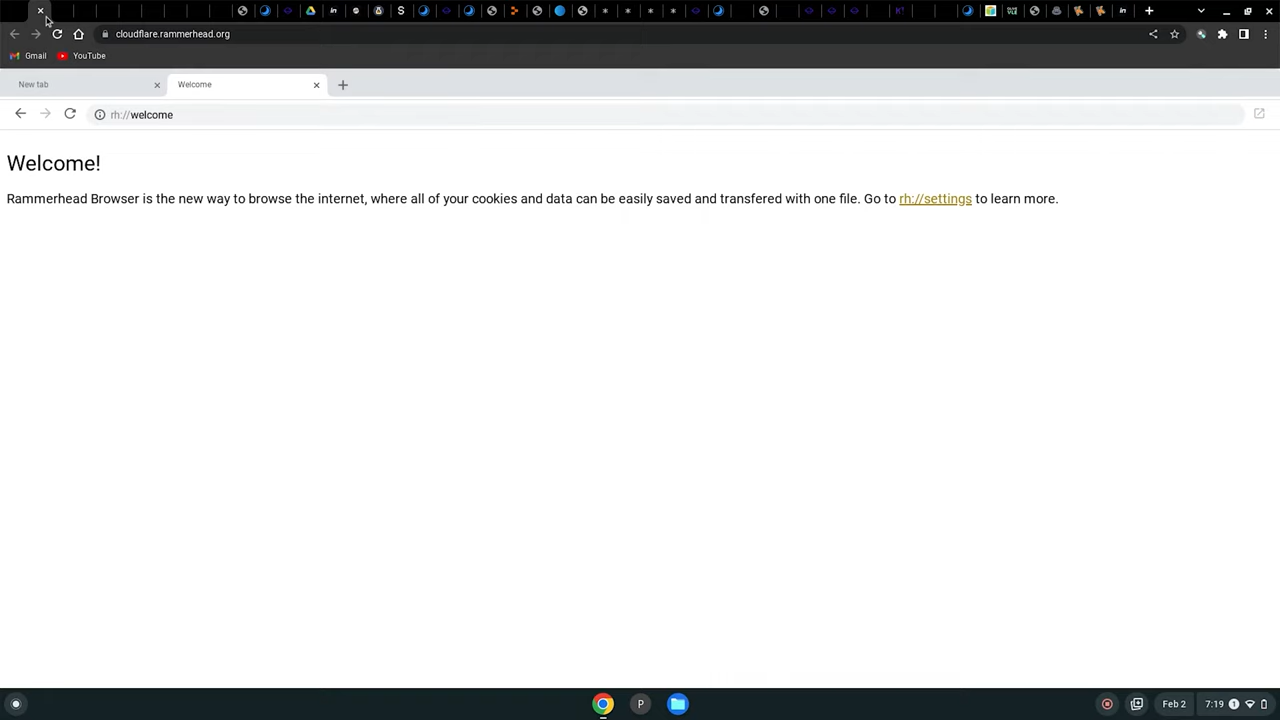 cloudflare.rammerhead.org
Gmail YouTube
New tab Welcome
rh://welcome
Welcome!
Rammerhead Browser is the new way to browse the internet, where all of your cookies and data can be easily saved and transfered with one file. Go to rh://settings to learn more.
P Feb 2 7:19 1